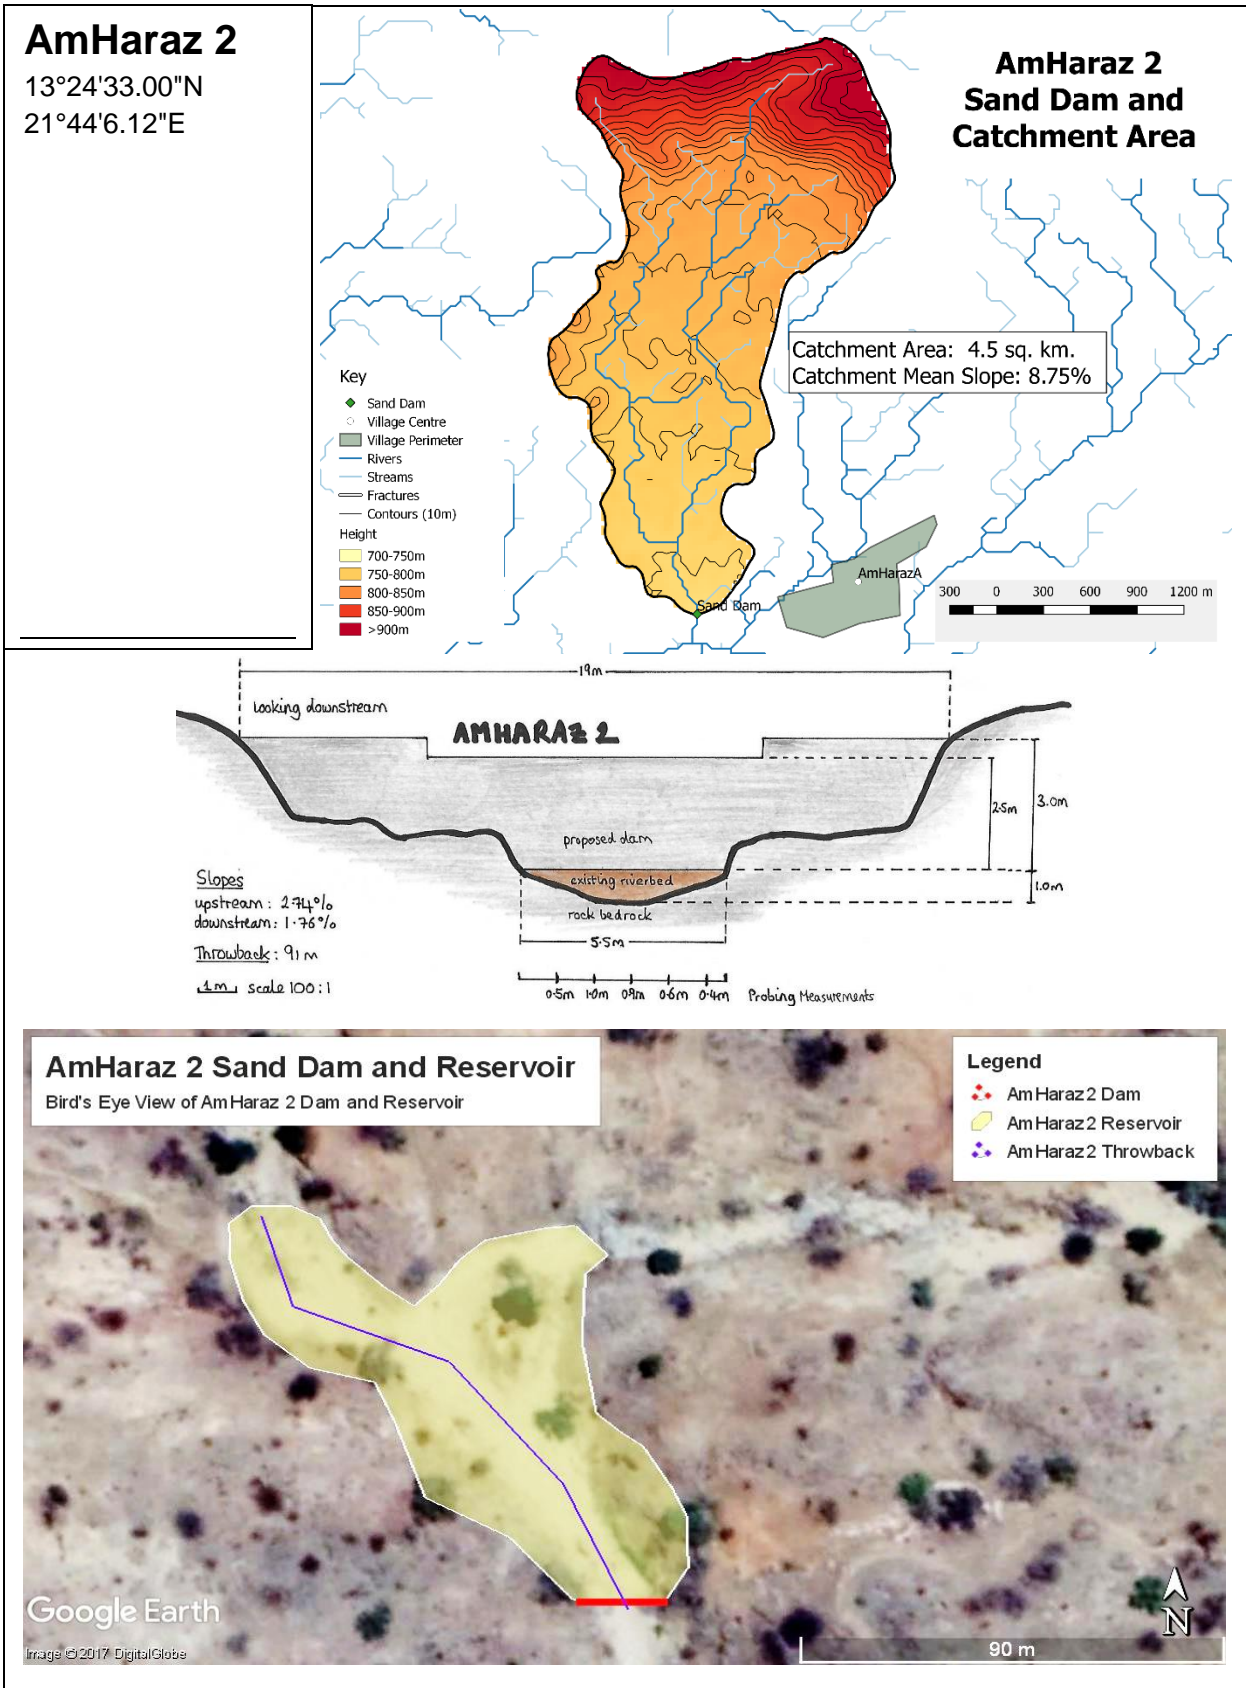 AmHaraz 2
13°24'33.00"N
21°44'6.12"E
AmHaraz 2
Sand Dam and
Catchment Area
Catchment Area: 4.5 sq. km.
Catchment Mean Slope: 8.75%
Key
Sand Dam
Village Centre
Village Perimeter
Rivers
Streams
Fractures
Contours (10m)
Height
700-750m
750-800m
800-850m
850-900m
>900m
AmHarazA
Sand Dam
300 0 300 600 900 1200 m
19m
looking downstream
AMHARAZ 2
2.5m
3.0m
proposed dam
existing riverbed
1.0m
rock bedrock
5.5m
Slopes
upstream: 2.74%
downstream: 1.76%
Throwback: 91m
1m scale 100:1
0.5m 1.0m 0.9m 0.6m 0.4m Probing Measurements
AmHaraz 2 Sand Dam and Reservoir
Bird's Eye View of AmHaraz 2 Dam and Reservoir
Legend
AmHaraz2 Dam
AmHaraz2 Reservoir
AmHaraz2 Throwback
Google Earth
Image © 2017 DigitalGlobe
N
90 m